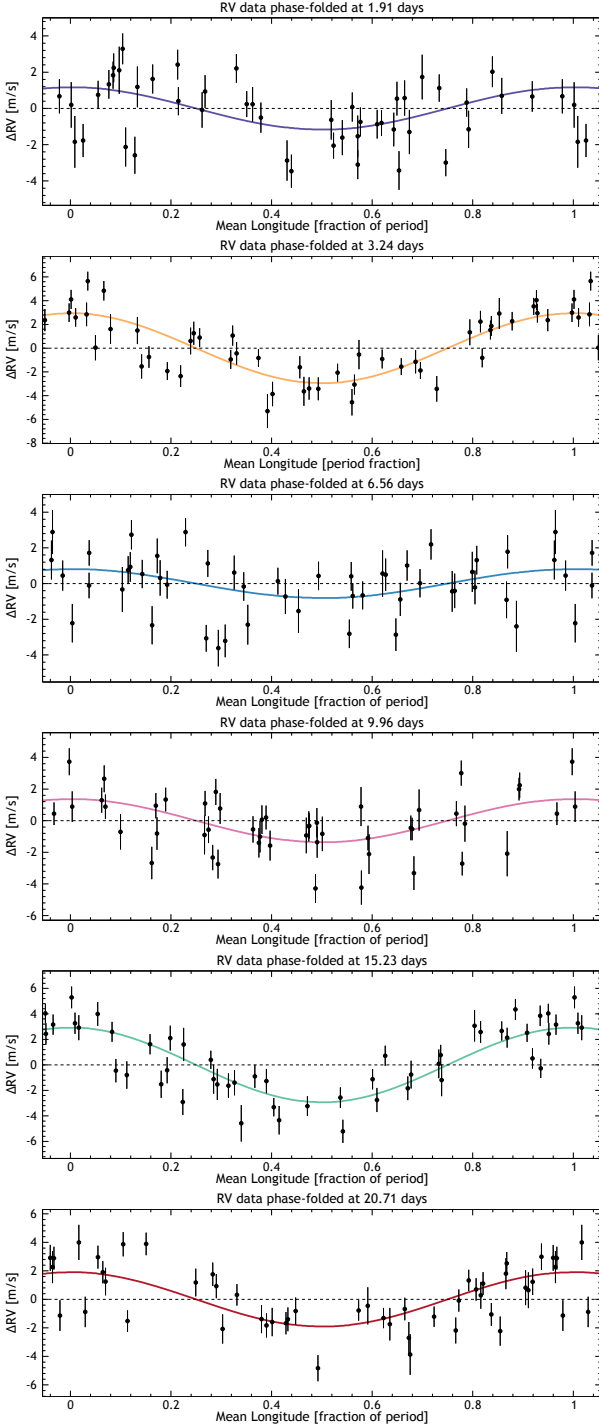 RV data phase-folded at 1.91 days
4
2
0
-2
-4
ΔRV [m/s]
0 0.2 0.4 0.6 0.8 1
Mean Longitude [fraction of period]
RV data phase-folded at 3.24 days
6
4
2
0
-2
-4
-6
-8
ΔRV [m/s]
0 0.2 0.4 0.6 0.8 1
Mean Longitude [period fraction]
RV data phase-folded at 6.56 days
4
2
0
-2
-4
ΔRV [m/s]
0 0.2 0.4 0.6 0.8 1
Mean Longitude [fraction of period]
RV data phase-folded at 9.96 days
4
2
0
-2
-4
-6
ΔRV [m/s]
0 0.2 0.4 0.6 0.8 1
Mean Longitude [fraction of period]
RV data phase-folded at 15.23 days
6
4
2
0
-2
-4
-6
ΔRV [m/s]
0 0.2 0.4 0.6 0.8 1
Mean Longitude [fraction of period]
RV data phase-folded at 20.71 days
6
4
2
0
-2
-4
-6
ΔRV [m/s]
0 0.2 0.4 0.6 0.8 1
Mean Longitude [fraction of period]